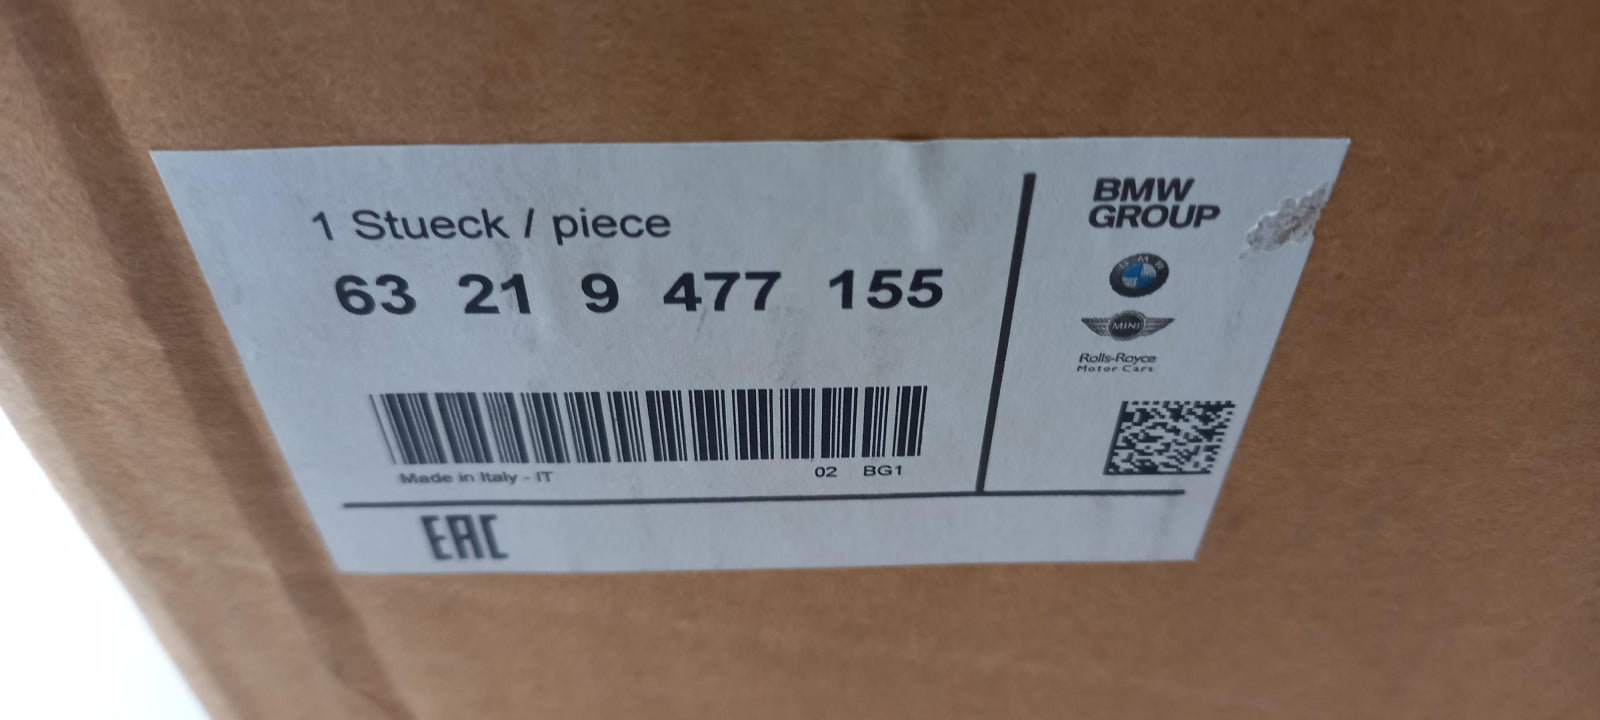 1 Stueck / piece
63 21 9 477 155
Made in Italy - IT
02 BG1
EAC
BMW
GROUP
BMW
MINI
Rolls-Royce
Motor Cars